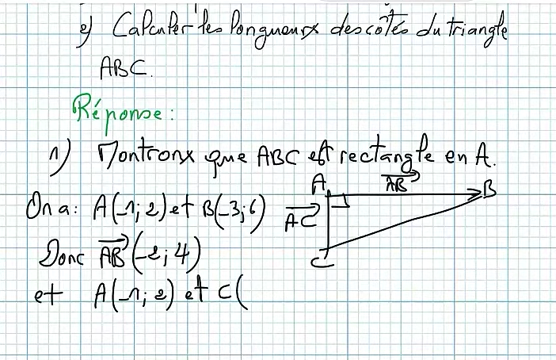 2) Calculer les longueurs des côtés du triangle
ABC.
Réponse:
1) Montrons que ABC est rectangle en A.
On a: A(-1; 2) et B(-3; 6)
A
AB
B
AC
C
Donc AB(-2; 4)
et A(-1; 2) et C(